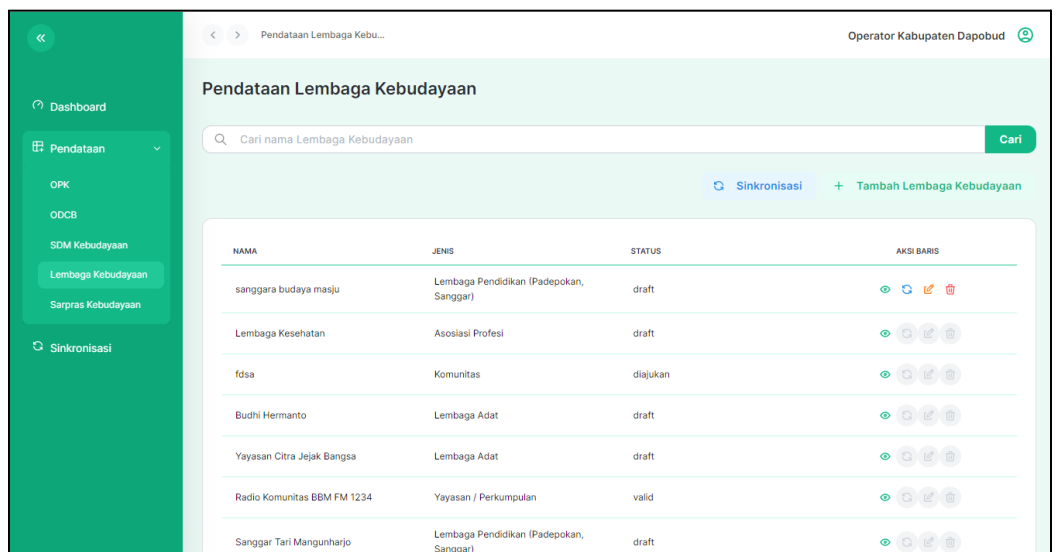 Pendataan Lembaga Kebu...
Operator Kabupaten Dapobud
Dashboard
Pendataan
OPK
ODCB
SDM Kebudayaan
Lembaga Kebudayaan
Sarpras Kebudayaan
Sinkronisasi
Pendataan Lembaga Kebudayaan
Cari nama Lembaga Kebudayaan
Cari
Sinkronisasi
+ Tambah Lembaga Kebudayaan
NAMA JENIS STATUS AKSI BARIS
sanggara budaya masju Lembaga Pendidikan (Padepokan, draft
Sanggar)
Lembaga Kesehatan Asosiasi Profesi draft
fdsa Komunitas diajukan
Budhi Hermanto Lembaga Adat draft
Yayasan Citra Jejak Bangsa Lembaga Adat draft
Radio Komunitas BBM FM 1234 Yayasan / Perkumpulan valid
Sanggar Tari Mangunharjo Lembaga Pendidikan (Padepokan, draft
Sanggar)